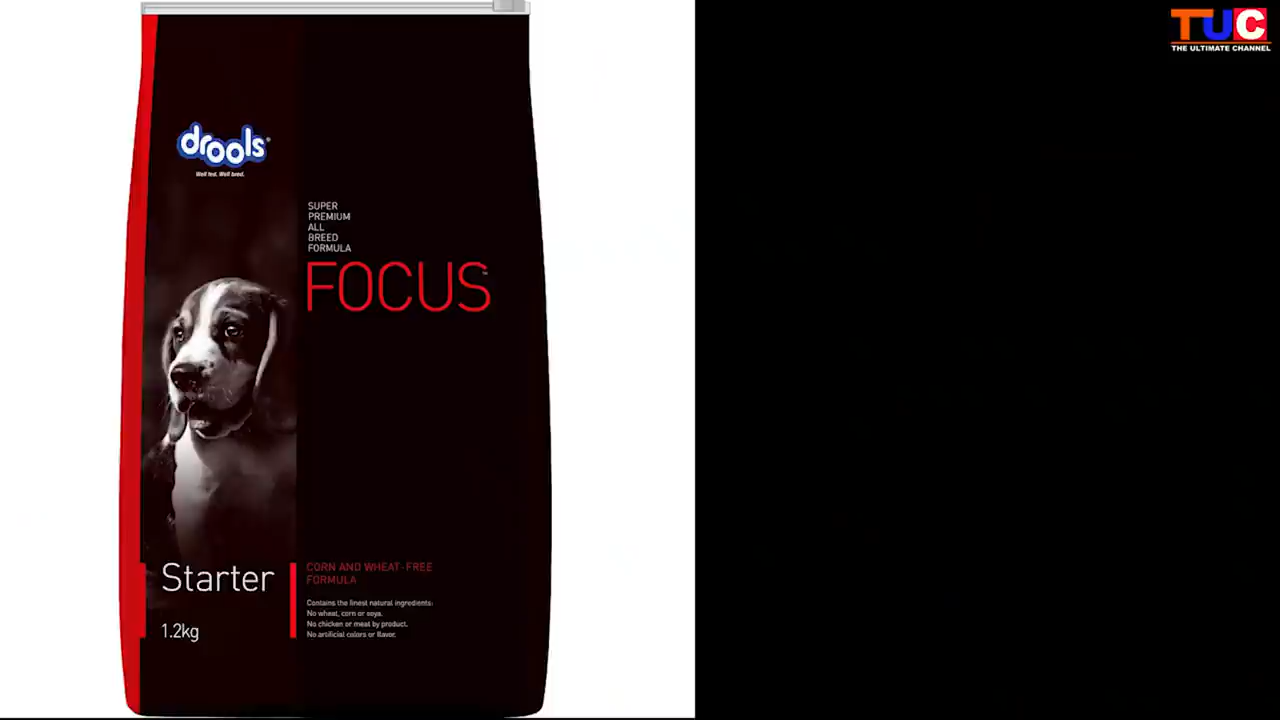 TUC
THE ULTIMATE CHANNEL
drools®
Well fed. Well bred.
SUPER
PREMIUM
ALL
BREED
FORMULA
FOCUS™
Starter
1.2kg
CORN AND WHEAT-FREE
FORMULA
Contains the finest natural ingredients:
No wheat, corn or soya.
No chicken or meat by product.
No artificial colors or flavor.